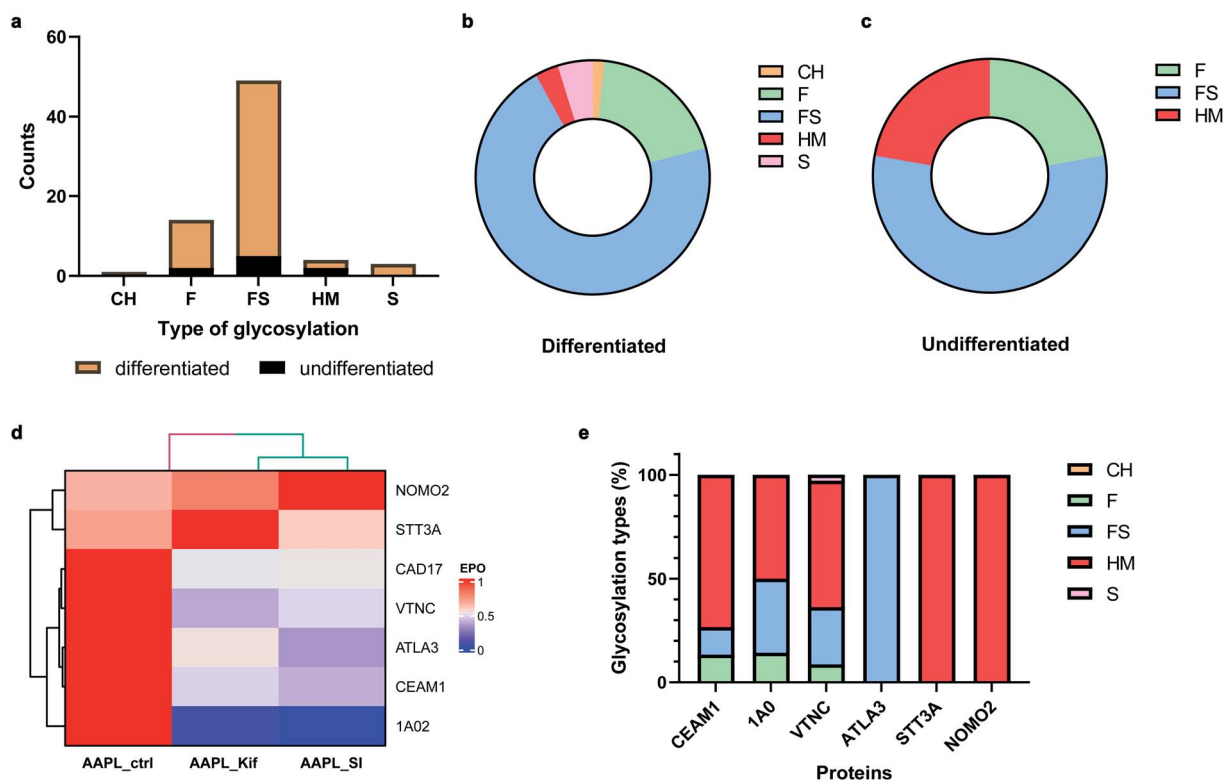 a
60
40
20
0
Counts
CH
F
FS
HM
S
Type of glycosylation
differentiated
undifferentiated
b
CH
F
FS
HM
S
Differentiated
c
F
FS
HM
Undifferentiated
d
NOMO2
STT3A
CAD17
VTNC
ATLA3
CEAM1
1A02
AAPL_ctrl
AAPL_Kif
AAPL_SI
EPO
1
0.5
0
e
100
50
0
Glycosylation types (%)
CEAM1
1A0
VTNC
ATLA3
STT3A
NOMO2
Proteins
CH
F
FS
HM
S